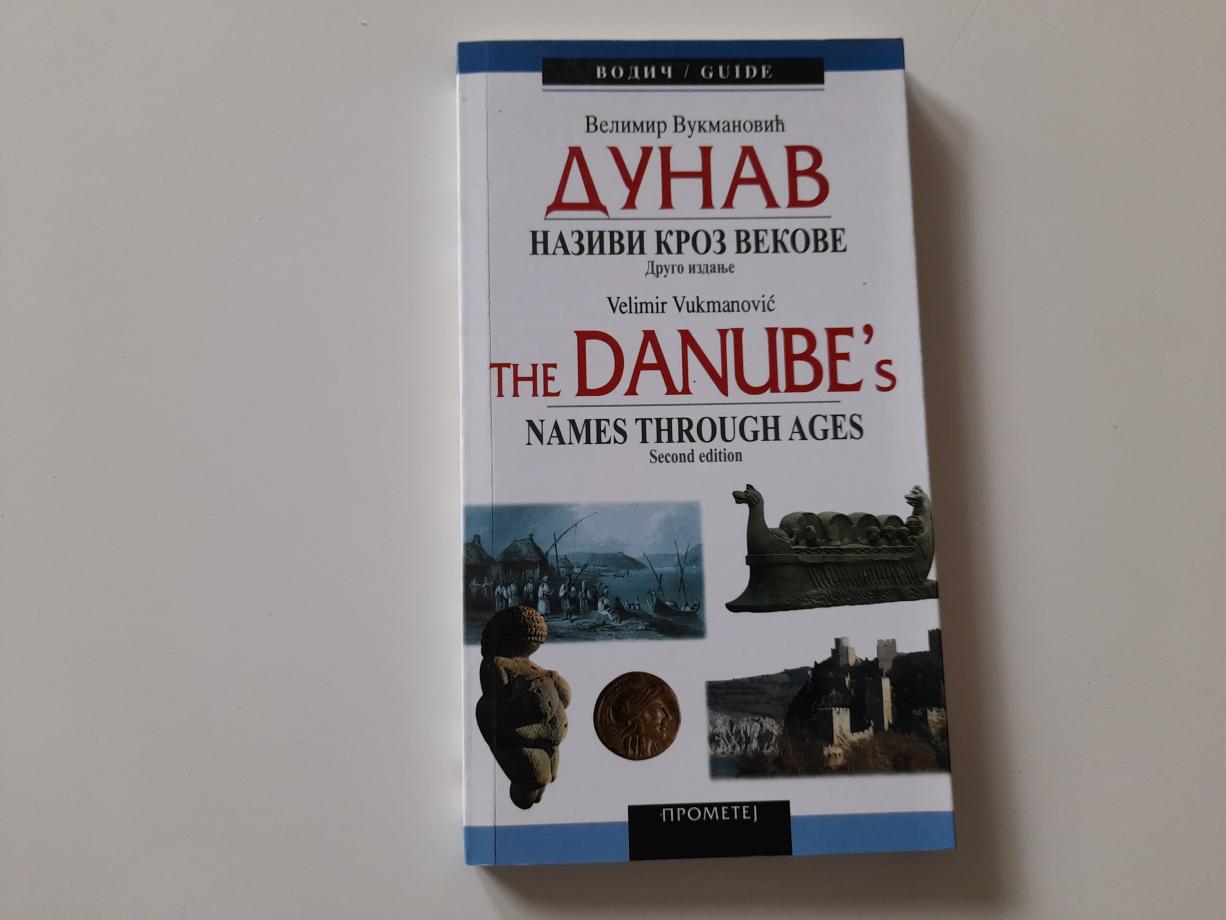 ВОДИЧ / GUIDE
Велимир Вукмановић
ДУНАВ
НАЗИВИ КРОЗ ВЕКОВЕ
Друго издање
Velimir Vukmanović
THE DANUBE's
NAMES THROUGH AGES
Second edition
ПРОМЕТЕЈ